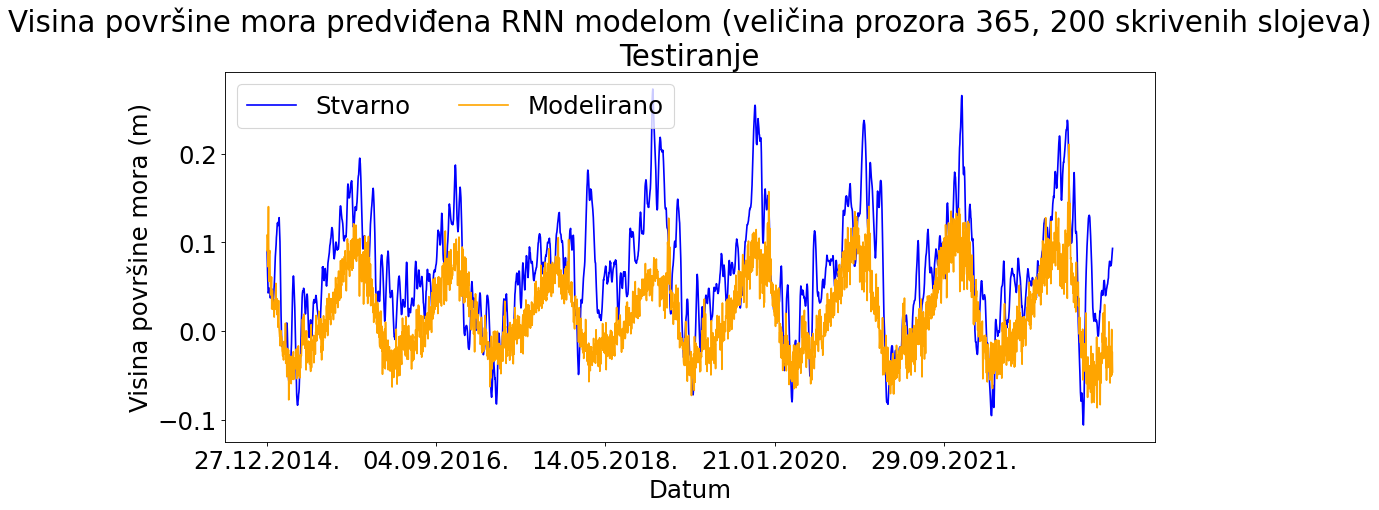 Visina površine mora predviđena RNN modelom (veličina prozora 365, 200 skrivenih slojeva)
Testiranje
Stvarno Modelirano
Visina površine mora (m)
0.2
0.1
0.0
−0.1
27.12.2014. 04.09.2016. 14.05.2018. 21.01.2020. 29.09.2021.
Datum